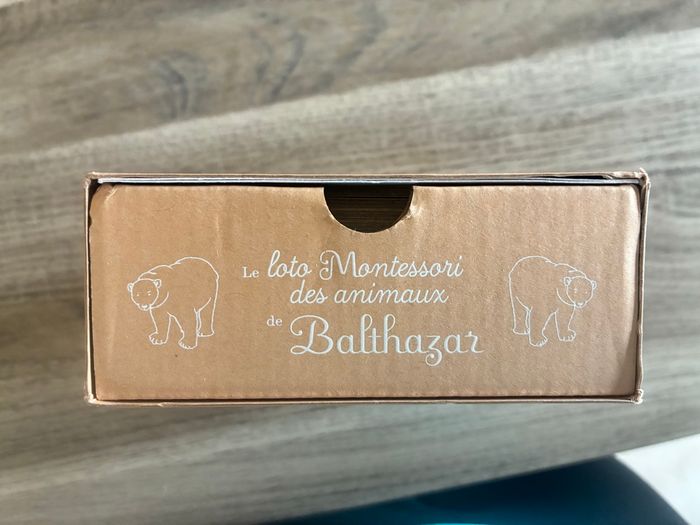 Le loto Montessori
des animaux
de Balthazar